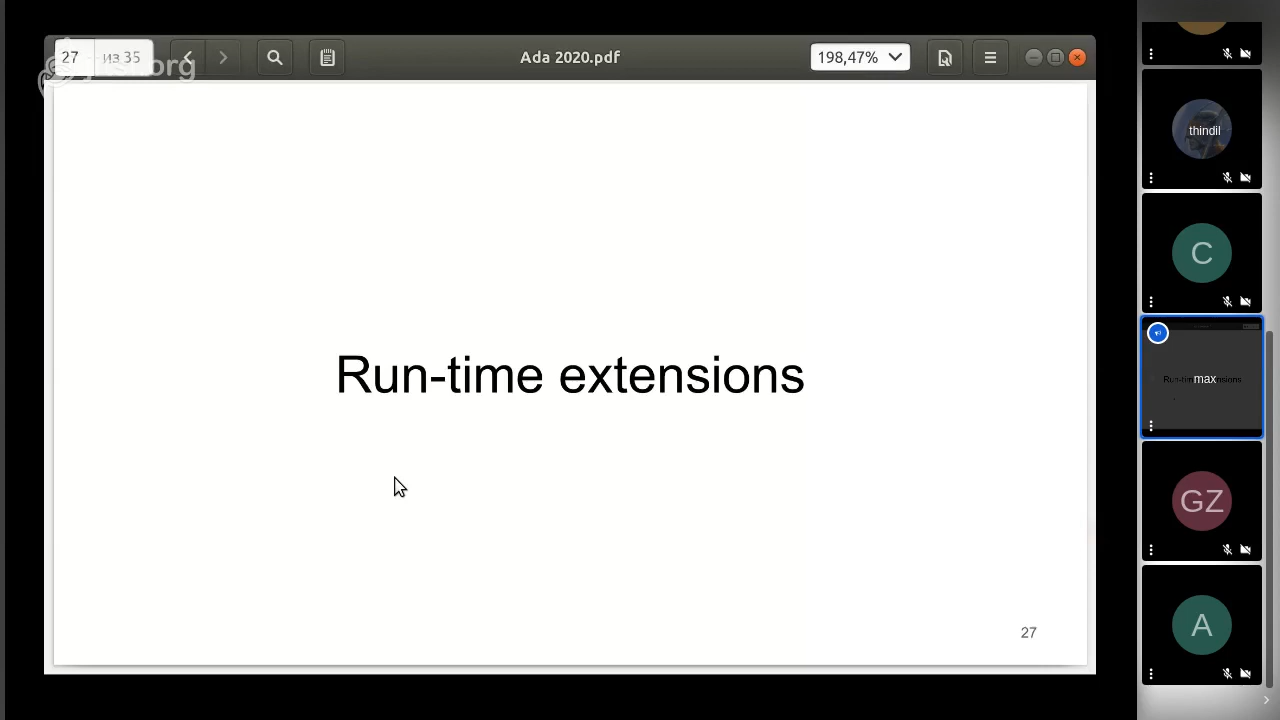 27
из 35
Ada 2020.pdf
198,47%
Run-time extensions
27
thindil
C
max
GZ
A